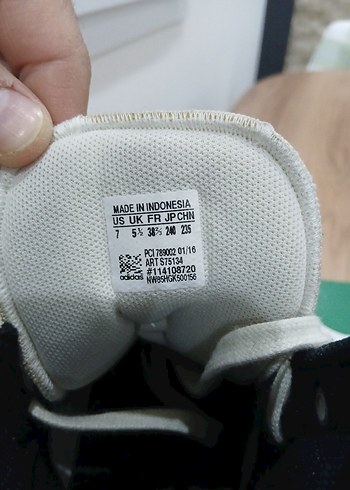 MADE IN INDONESIA
US UK FR JP CHN
7 5½ 38⅔ 240 235
PCI 789002 01/16
ART S75134
#114108720
adidas NW85HGK500150